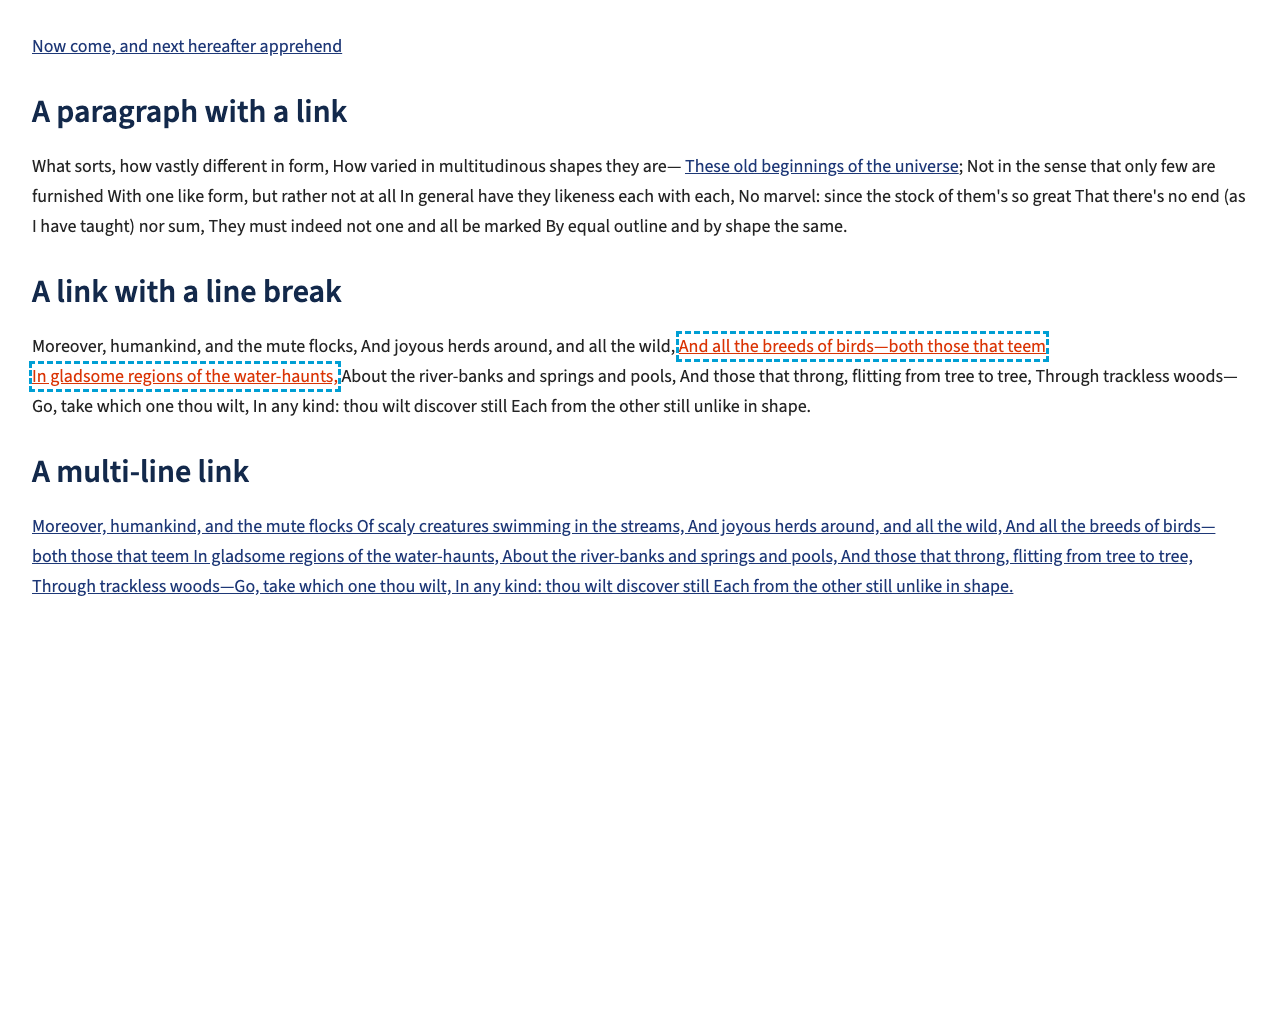 Now come, and next hereafter apprehend
A paragraph with a link
What sorts, how vastly different in form, How varied in multitudinous shapes they are— These old beginnings of the universe; Not in the sense that only few are
furnished With one like form, but rather not at all In general have they likeness each with each, No marvel: since the stock of them's so great That there's no end (as
I have taught) nor sum, They must indeed not one and all be marked By equal outline and by shape the same.
A link with a line break
Moreover, humankind, and the mute flocks, And joyous herds around, and all the wild, And all the breeds of birds—both those that teem
In gladsome regions of the water-haunts, About the river-banks and springs and pools, And those that throng, flitting from tree to tree, Through trackless woods—
Go, take which one thou wilt, In any kind: thou wilt discover still Each from the other still unlike in shape.
A multi-line link
Moreover, humankind, and the mute flocks Of scaly creatures swimming in the streams, And joyous herds around, and all the wild, And all the breeds of birds—
both those that teem In gladsome regions of the water-haunts, About the river-banks and springs and pools, And those that throng, flitting from tree to tree,
Through trackless woods—Go, take which one thou wilt, In any kind: thou wilt discover still Each from the other still unlike in shape.